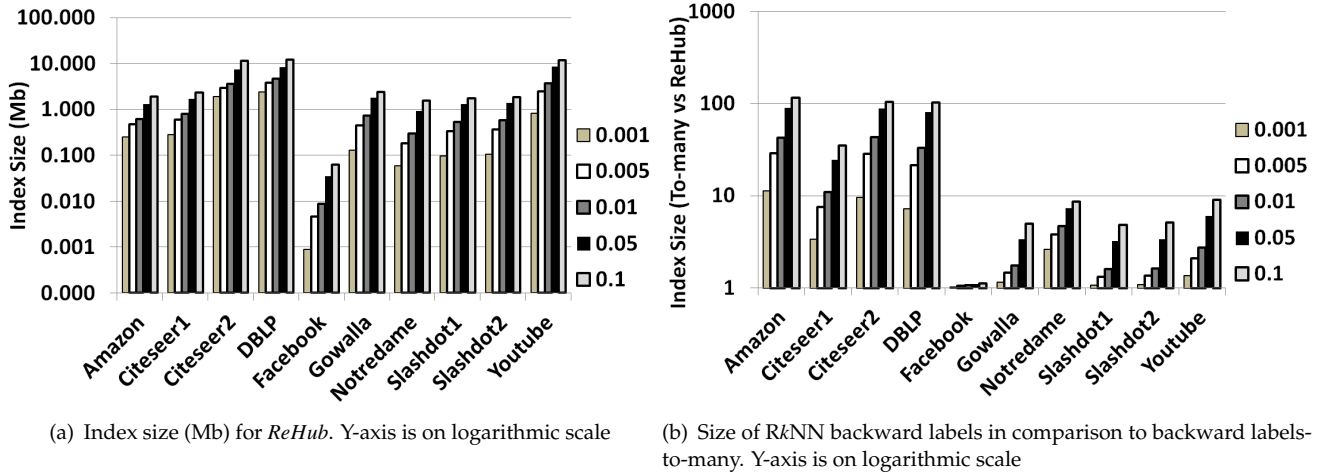 100.000
10.000
1.000
0.100
0.010
0.001
0.000
Index Size (Mb)
Amazon
Citeseer1
Citeseer2
DBLP
Facebook
Gowalla
Notredame
Slashdot1
Slashdot2
Youtube
0.001
0.005
0.01
0.05
0.1
(a) Index size (Mb) for ReHub. Y-axis is on logarithmic scale
1000
100
10
1
Index Size (To-many vs ReHub)
Amazon
Citeseer1
Citeseer2
DBLP
Facebook
Gowalla
Notredame
Slashdot1
Slashdot2
Youtube
0.001
0.005
0.01
0.05
0.1
(b) Size of RkNN backward labels in comparison to backward labels-
to-many. Y-axis is on logarithmic scale